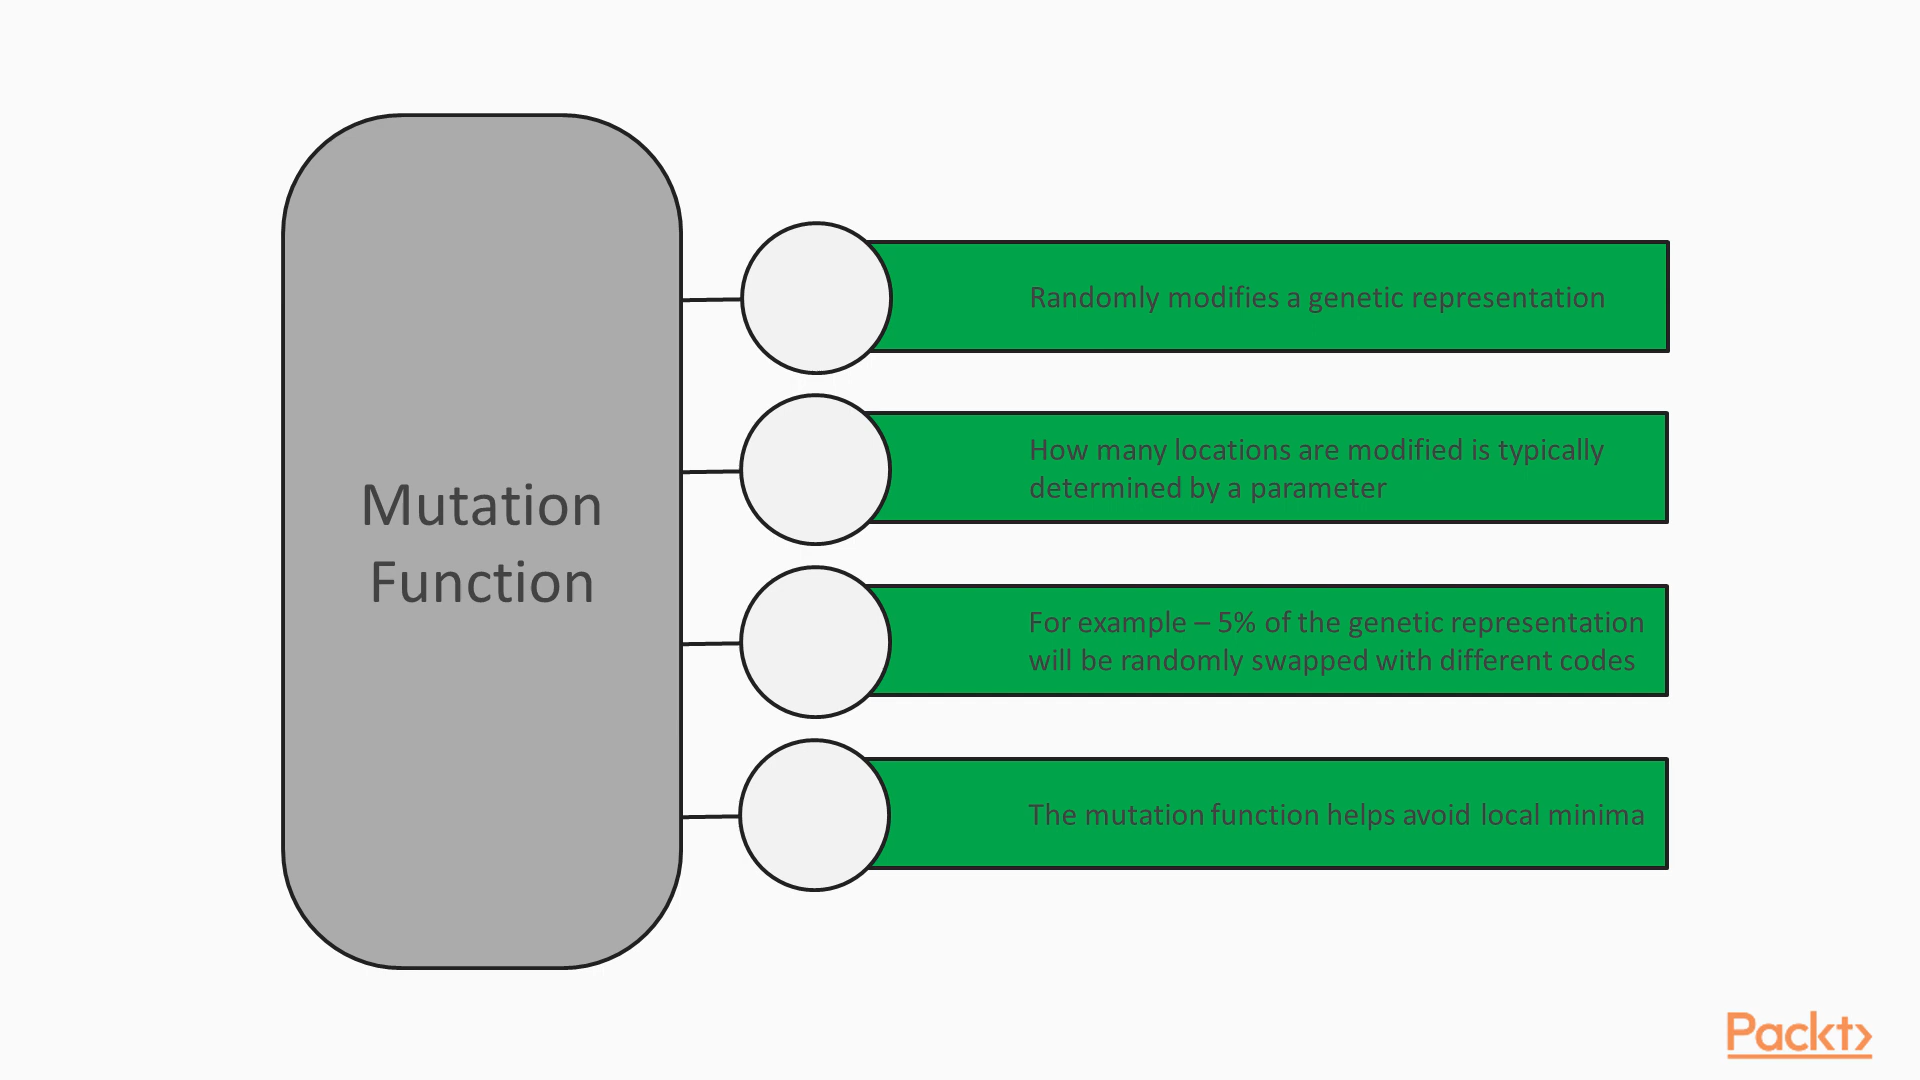 Mutation
Function
Randomly modifies a genetic representation
How many locations are modified is typically
determined by a parameter
For example – 5% of the genetic representation
will be randomly swapped with different codes
The mutation function helps avoid local minima
Packt>